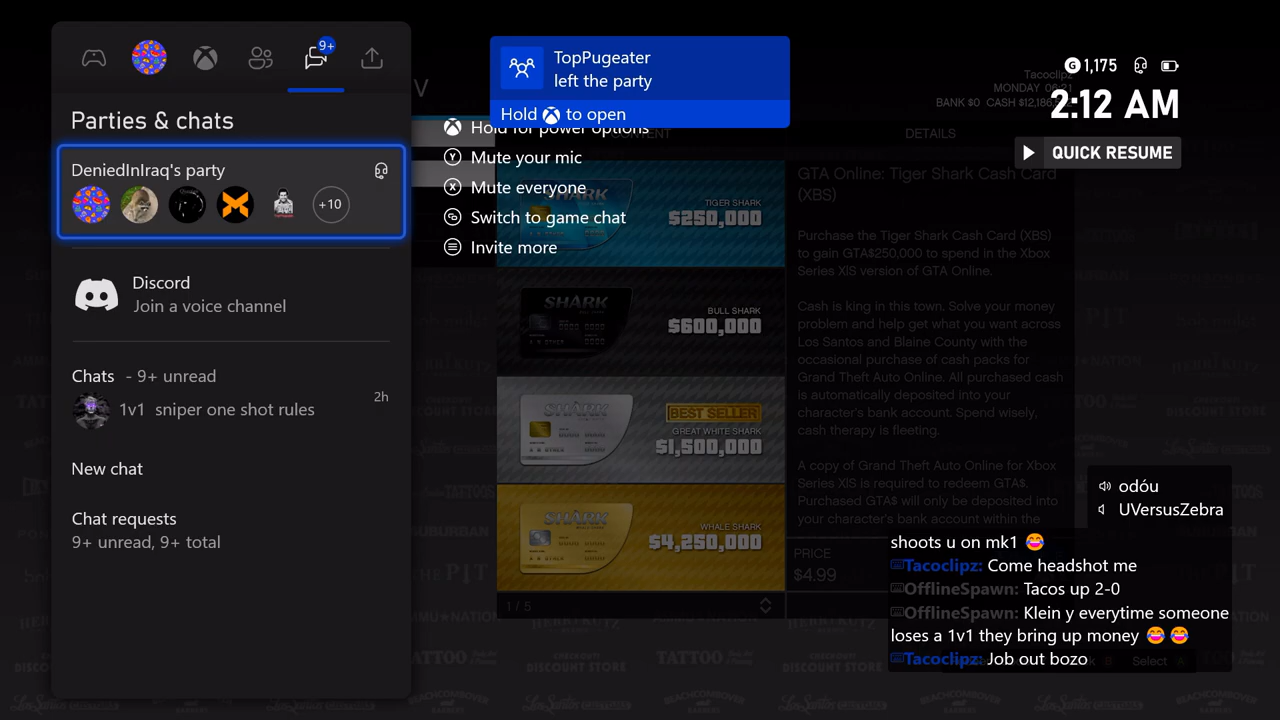 9+
Parties & chats
DeniedInIraq's party
+10
Discord
Join a voice channel
Chats - 9+ unread
1v1 sniper one shot rules
2h
New chat
Chat requests
9+ unread, 9+ total
V
TopPugeater
left the party
Hold to open
Hold for power options
Y Mute your mic
X Mute everyone
Switch to game chat
Invite more
G 1,175
Tacoclipz
MONDAY
BANK $0 CASH
2:12 AM
QUICK RESUME
CONTENT
DETAILS
TIGER SHARK
$250,000
SHARK
BULL SHARK
$600,000
SHARK
BEST SELLER
GREAT WHITE SHARK
$1,500,000
SHARK
WHALE SHARK
$4,250,000
1 / 5
GTA Online: Tiger Shark Cash Card
(XBS)
Purchase the Tiger Shark Cash Card (XBS)
to gain GTA$250,000 to spend in the Xbox
Series X|S version of GTA Online.
Cash is king in this town. Solve your money
problem and help get what you want across
Los Santos and Blaine County with the
occasional purchase of cash packs for
Grand Theft Auto Online. All purchased cash
is automatically deposited into your
character's bank account. Spend wisely,
cash therapy is fleeting.
A copy of Grand Theft Auto Online for Xbox
Series X|S is required to redeem GTA$.
Purchased GTA$ will only be deposited into
your character's bank account within the
PRICE
$4.99
odóu
UVersusZebra
shoots u on mk1 😂
Tacoclipz: Come headshot me
OfflineSpawn: Tacos up 2-0
OfflineSpawn: Klein y everytime someone
loses a 1v1 they bring up money 😂 😂
Tacoclipz: Job out bozo
B Select A